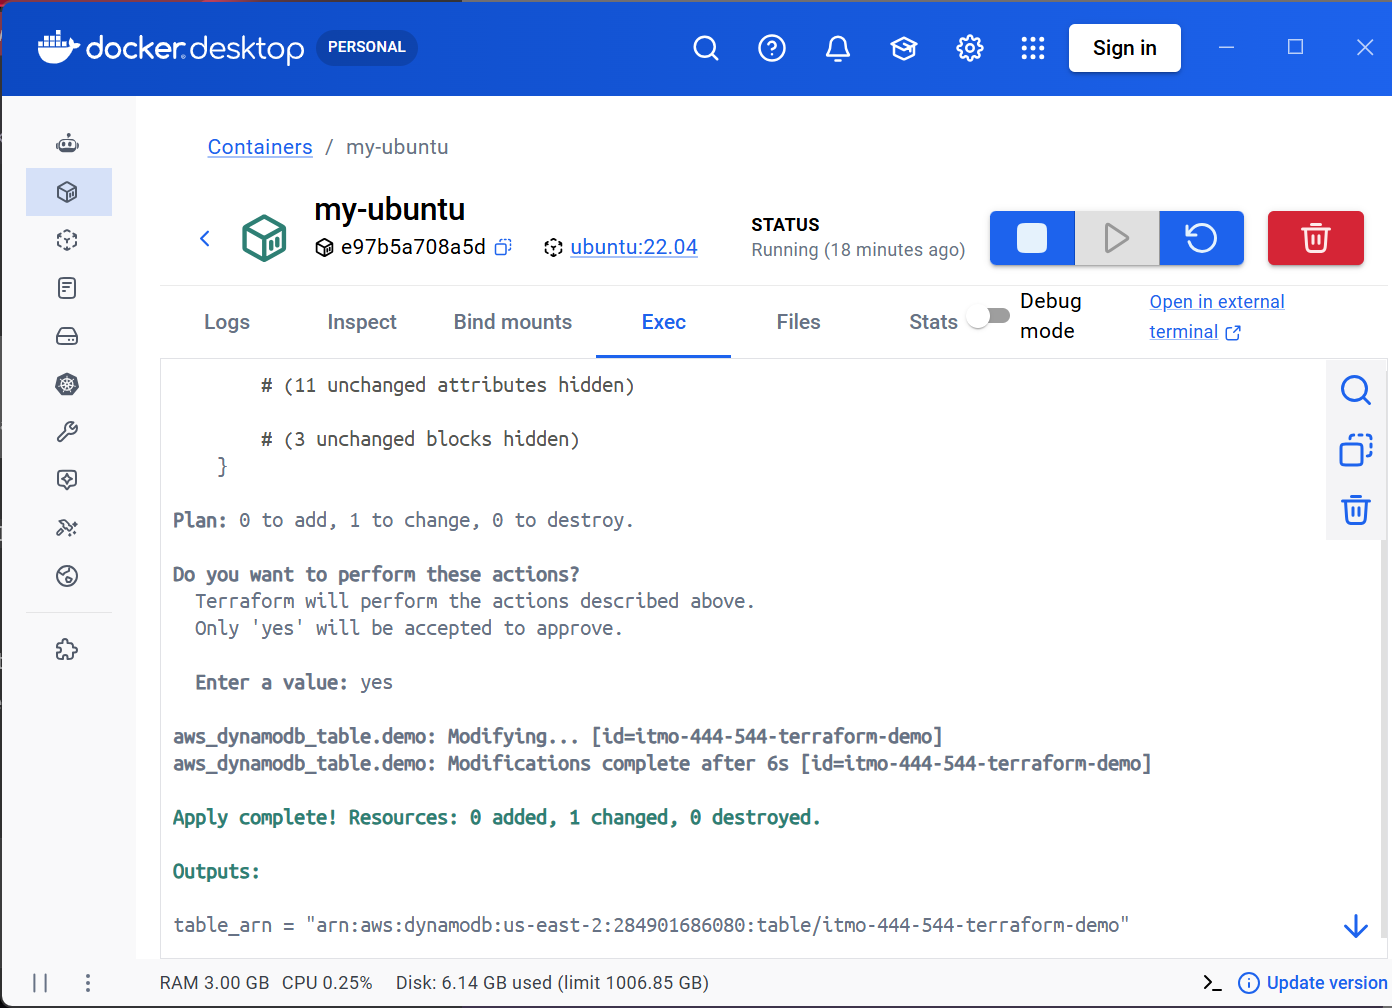 docker.desktop PERSONAL Sign in
Containers / my-ubuntu
my-ubuntu
e97b5a708a5d ubuntu:22.04
STATUS
Running (18 minutes ago)
Logs Inspect Bind mounts Exec Files Stats
Debug mode
Open in external terminal
# (11 unchanged attributes hidden)
# (3 unchanged blocks hidden)
}
Plan: 0 to add, 1 to change, 0 to destroy.
Do you want to perform these actions?
Terraform will perform the actions described above.
Only 'yes' will be accepted to approve.
Enter a value: yes
aws_dynamodb_table.demo: Modifying... [id=itmo-444-544-terraform-demo]
aws_dynamodb_table.demo: Modifications complete after 6s [id=itmo-444-544-terraform-demo]
Apply complete! Resources: 0 added, 1 changed, 0 destroyed.
Outputs:
table_arn = "arn:aws:dynamodb:us-east-2:284901686080:table/itmo-444-544-terraform-demo"
RAM 3.00 GB CPU 0.25% Disk: 6.14 GB used (limit 1006.85 GB) Update version